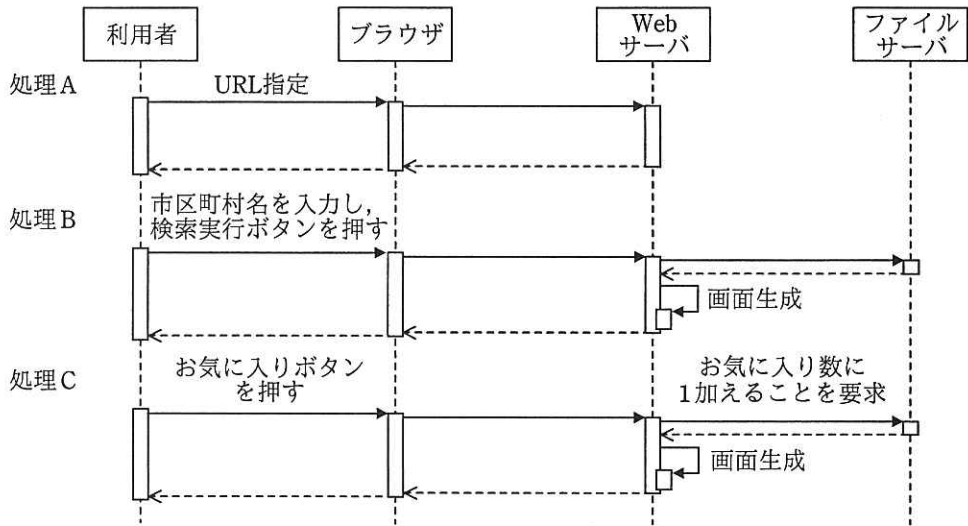 利用者
ブラウザ
Web
サーバ
ファイル
サーバ
処理A
URL指定
処理B
市区町村名を入力し,
検索実行ボタンを押す
画面生成
処理C
お気に入りボタン
を押す
お気に入り数に
1加えることを要求
画面生成